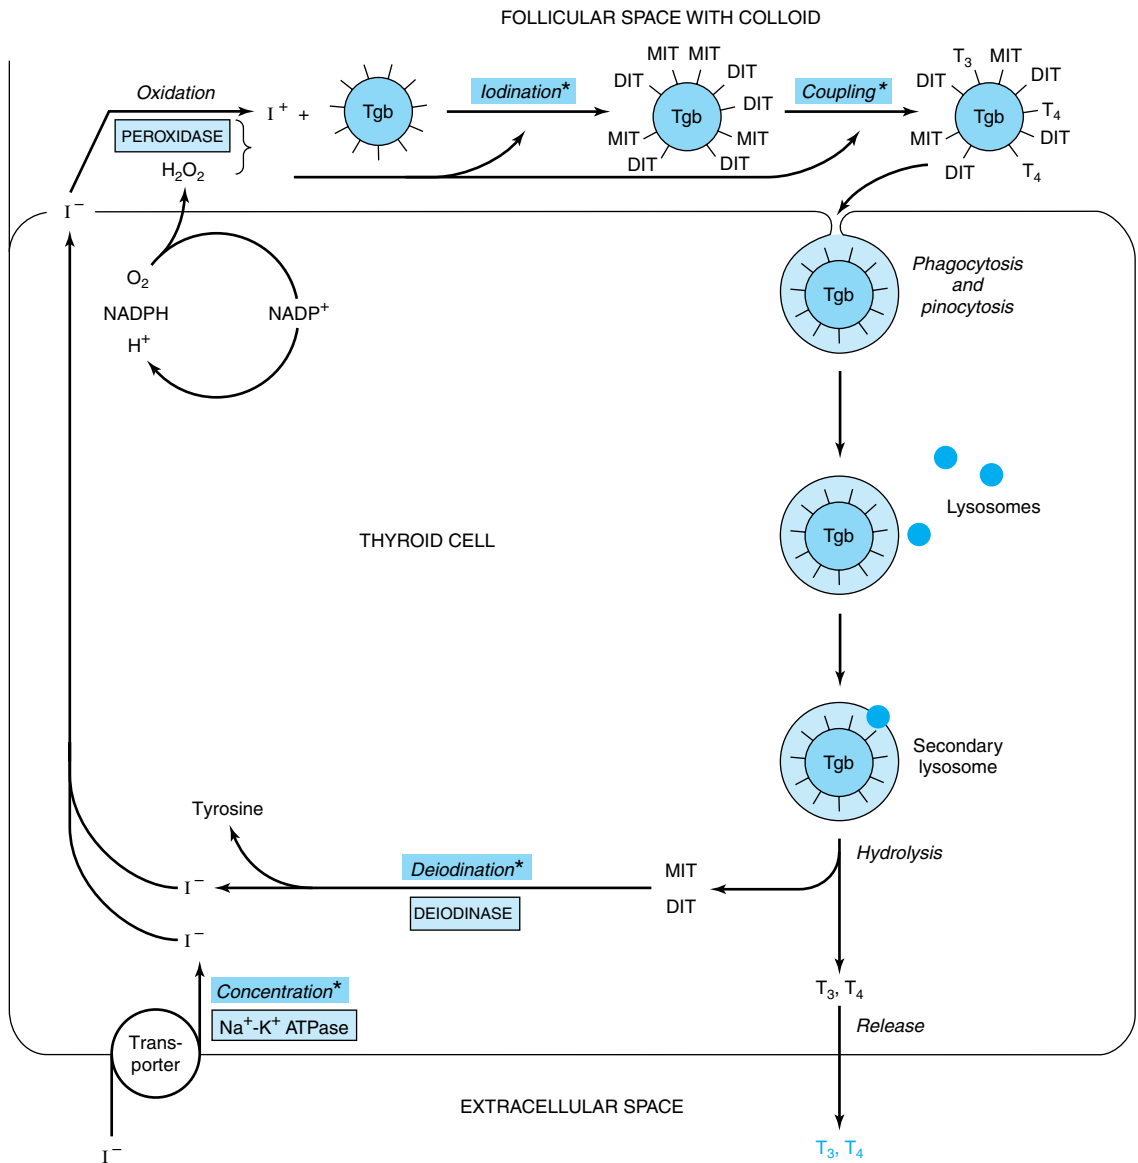 FOLLICULAR SPACE WITH COLLOID
Oxidation
PEROXIDASE
H2O2
I+ +
Tgb
Iodination*
MIT MIT
DIT
DIT
DIT
Tgb
MIT
MIT
DIT
DIT
Coupling*
T3 MIT
DIT
DIT
T4
Tgb
MIT
DIT
DIT
T4
I−
O2
NADPH
H+
NADP+
Tgb
Phagocytosis
and
pinocytosis
Tgb
Lysosomes
THYROID CELL
Tgb
Secondary
lysosome
Hydrolysis
Tyrosine
Deiodination*
DEIODINASE
MIT
DIT
I−
I−
Concentration*
Na+-K+ ATPase
Trans-
porter
T3, T4
Release
EXTRACELLULAR SPACE
I−
T3, T4